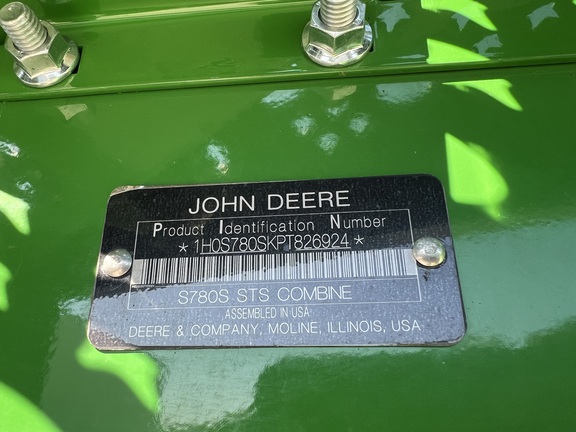 JOHN DEERE
Product Identification Number
*1H0S780SKPT826924*
S780S STS COMBINE
ASSEMBLED IN USA
DEERE & COMPANY, MOLINE, ILLINOIS, USA